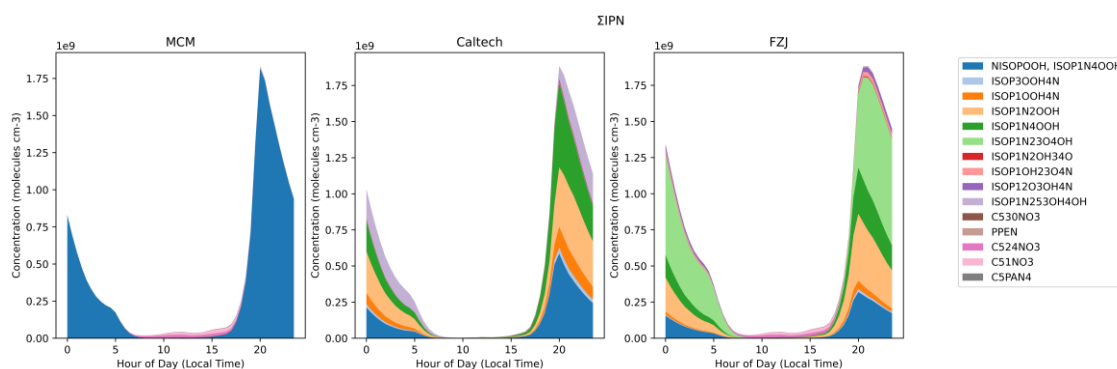 ΣIPN
MCM
Caltech
FZJ
1e9
1e9
1e9
Concentration (molecules cm-3)
1.75
1.50
1.25
1.00
0.75
0.50
0.25
0.00
0 5 10 15 20
Hour of Day (Local Time)
Concentration (molecules cm-3)
1.75
1.50
1.25
1.00
0.75
0.50
0.25
0.00
0 5 10 15 20
Hour of Day (Local Time)
Concentration (molecules cm-3)
1.75
1.50
1.25
1.00
0.75
0.50
0.25
0.00
0 5 10 15 20
Hour of Day (Local Time)
NISOPOOH, ISOP1N4OOH
ISOP3OOH4N
ISOP1OOH4N
ISOP1N2OOH
ISOP1N4OOH
ISOP1N23O4OH
ISOP1N2OH34O
ISOP1OH23O4N
ISOP12O3OH4N
ISOP1N253OH4OH
C530NO3
PPEN
C524NO3
C51NO3
C5PAN4